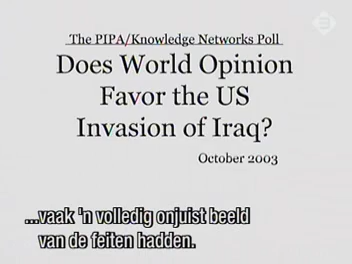 The PIPA/Knowledge Networks Poll
Does World Opinion
Favor the US
Invasion of Iraq?
October 2003
...vaak 'n volledig onjuist beeld
van de feiten hadden.